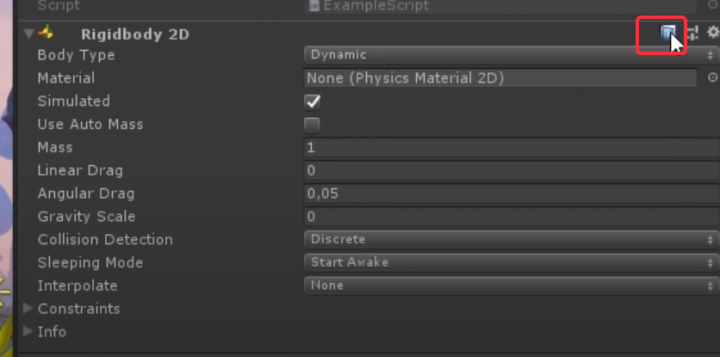 Script ExampleScript
Rigidbody 2D
Body Type Dynamic
Material None (Physics Material 2D)
Simulated
Use Auto Mass
Mass 1
Linear Drag 0
Angular Drag 0,05
Gravity Scale 0
Collision Detection Discrete
Sleeping Mode Start Awake
Interpolate None
Constraints
Info